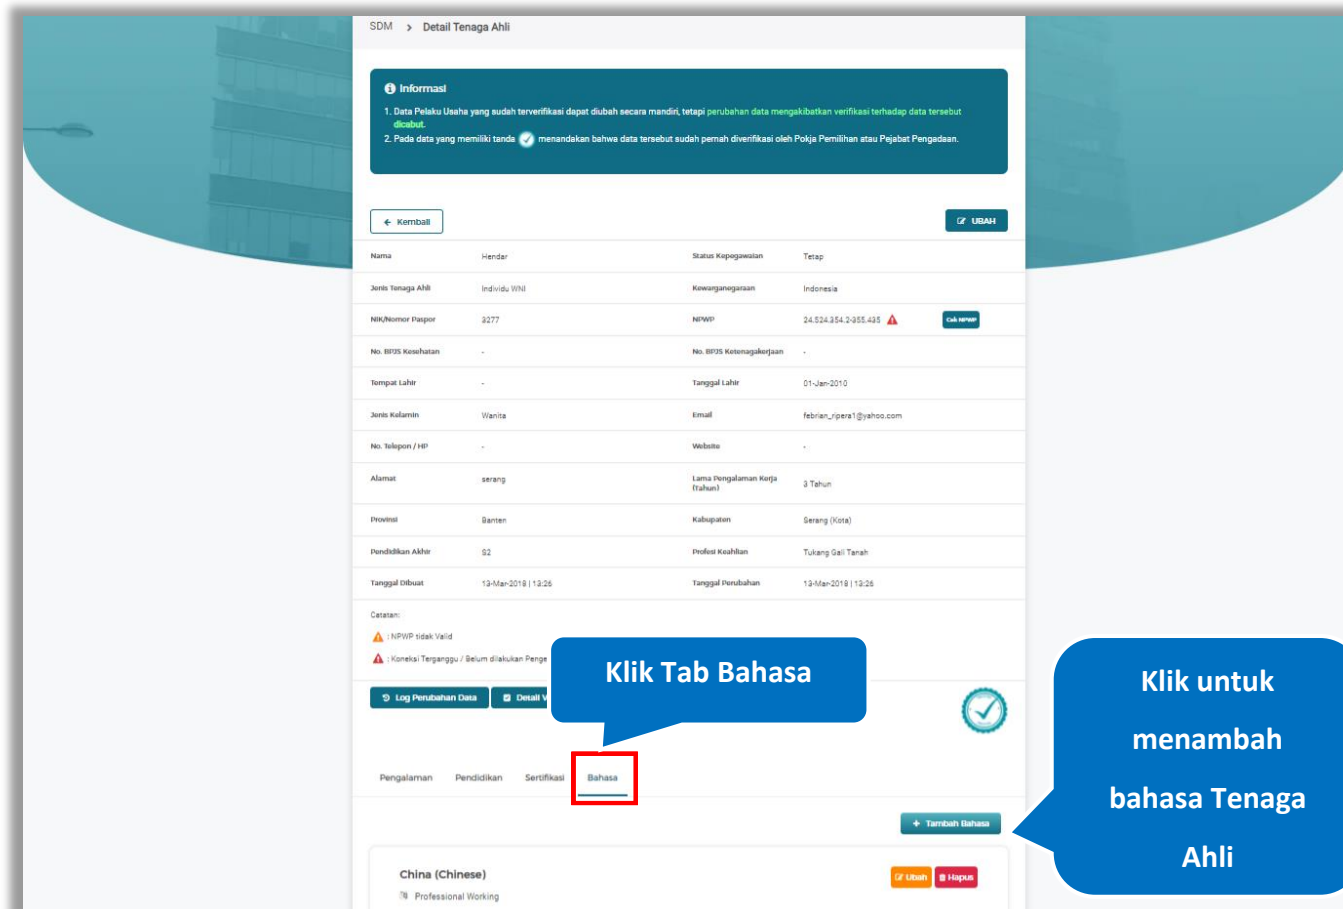 SDM > Detail Tenaga Ahli
Informasi
1. Data Pelaku Usaha yang sudah terverifikasi dapat diubah secara mandiri, tetapi perubahan data mengakibatkan verifikasi terhadap data tersebut
dicabut.
2. Pada data yang memiliki tanda menandakan bahwa data tersebut sudah pernah diverifikasi oleh Pokja Pemilihan atau Pejabat Pengadaan.
Kembali
UBAH
Nama Hendar Status Kepegawaian Tetap
Jenis Tenaga Ahli Individu WNI Kewarganegaraan Indonesia
NIK/Nomor Paspor 3277 NPWP 24.524.354.2-355.435 Cek NPWP
No. BPJS Kesehatan - No. BPJS Ketenagakerjaan -
Tempat Lahir - Tanggal Lahir 01-Jan-2010
Jenis Kelamin Wanita Email febrian_ripera1@yahoo.com
No. Telepon / HP - Website -
Alamat serang Lama Pengalaman Kerja
(Tahun) 3 Tahun
Provinsi Banten Kabupaten Serang (Kota)
Pendidikan Akhir S2 Profesi Keahlian Tukang Gali Tanah
Tanggal Dibuat 13-Mar-2018 | 13:26 Tanggal Perubahan 13-Mar-2018 | 13:26
Catatan:
: NPWP tidak Valid
: Koneksi Terganggu / Belum dilakukan Penge
Klik Tab Bahasa
Log Perubahan Data
Detail V
Klik untuk
menambah
bahasa Tenaga
Ahli
Pengalaman Pendidikan Sertifikasi Bahasa
+ Tambah Bahasa
China (Chinese)
Ubah Hapus
Professional Working